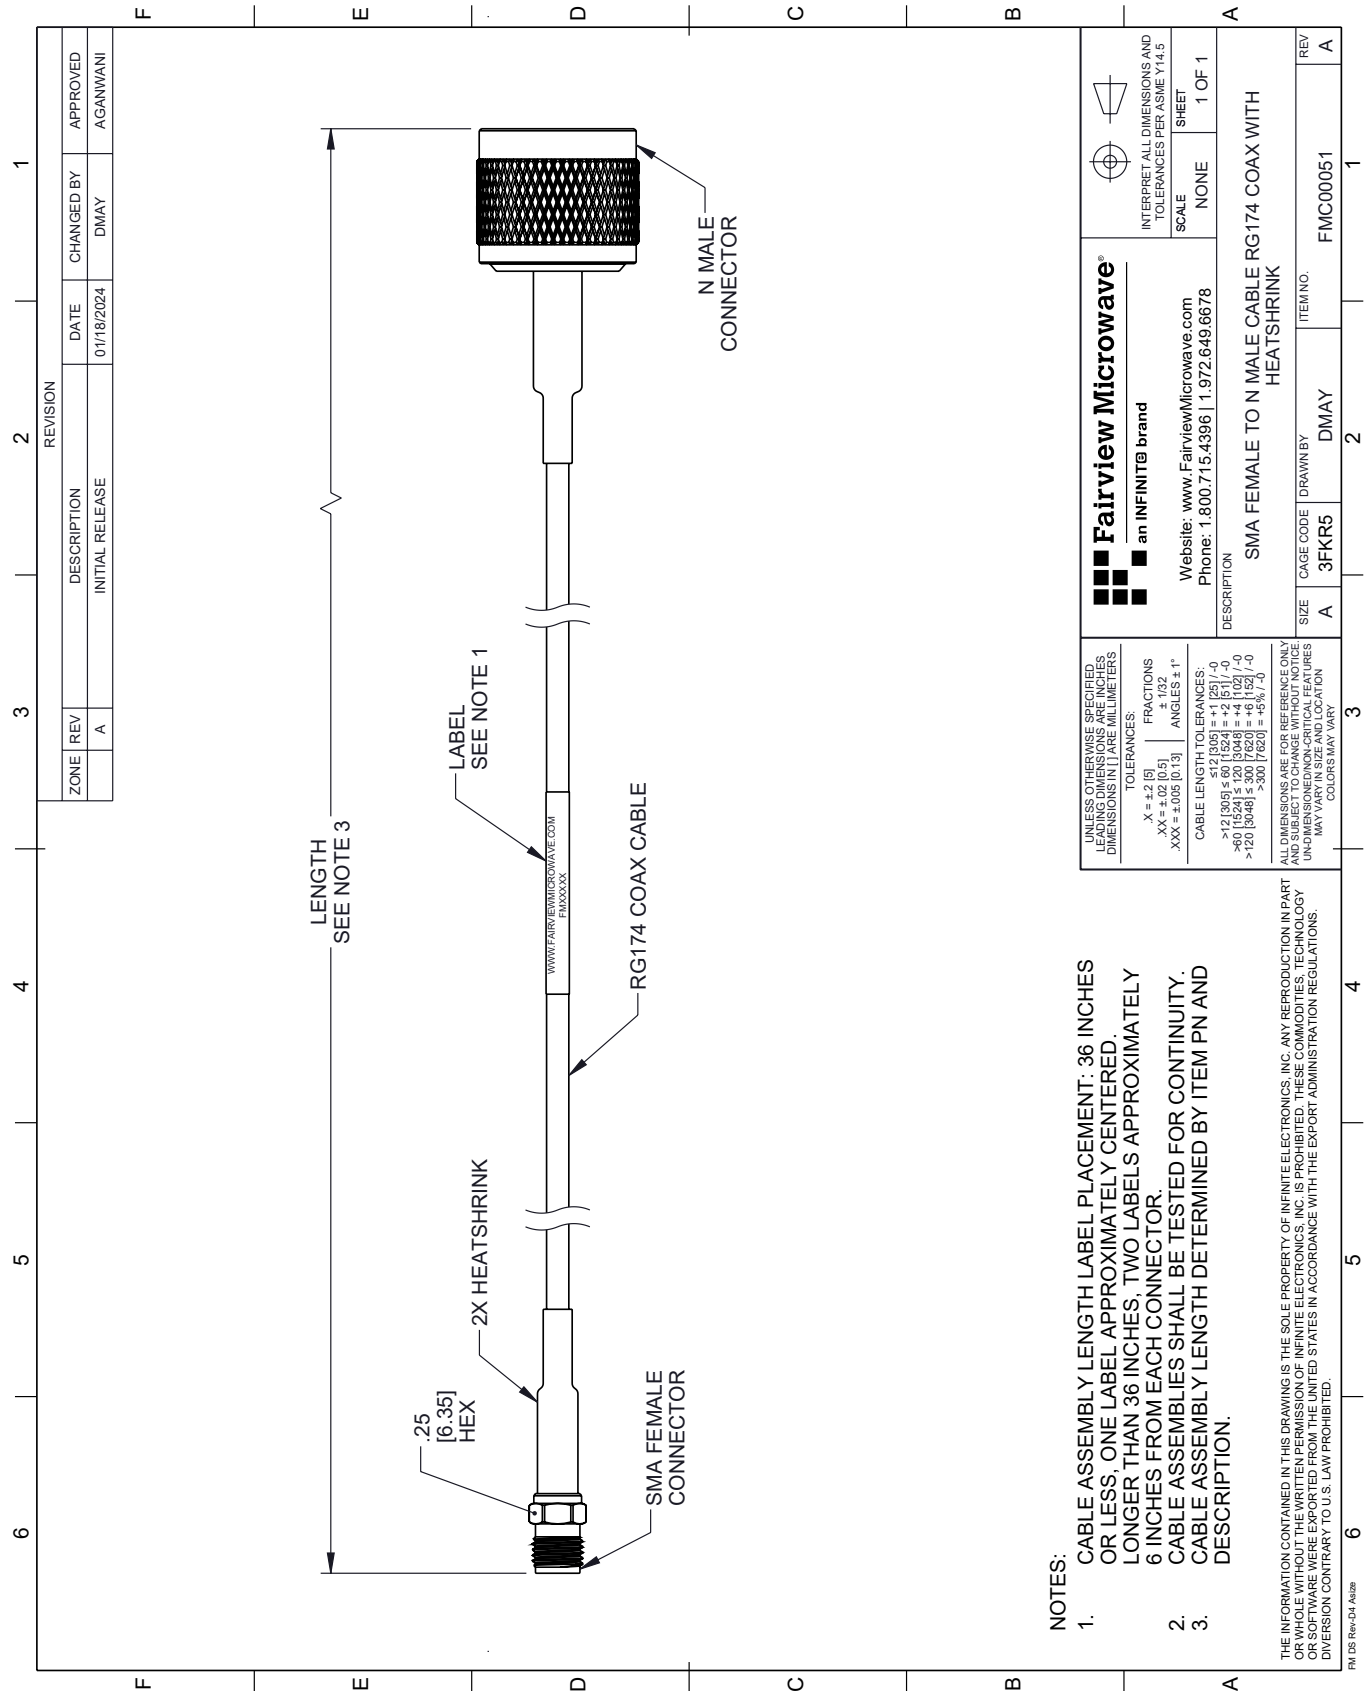 6
5
4
3
2
1
F
E
D
C
B
A
F
E
D
C
B
A
REVISION
ZONE REV DESCRIPTION DATE CHANGED BY APPROVED
A INITIAL RELEASE 01/18/2024 DMAY AGANWANI
LENGTH
SEE NOTE 3
.25
[6.35]
HEX
2X HEATSHRINK
LABEL
SEE NOTE 1
WWW.FAIRVIEWMICROWAVE.COM
FMXXXXX
SMA FEMALE
CONNECTOR
RG174 COAX CABLE
N MALE
CONNECTOR
NOTES:
1. CABLE ASSEMBLY LENGTH LABEL PLACEMENT: 36 INCHES
OR LESS, ONE LABEL APPROXIMATELY CENTERED.
LONGER THAN 36 INCHES, TWO LABELS APPROXIMATELY
6 INCHES FROM EACH CONNECTOR.
2. CABLE ASSEMBLIES SHALL BE TESTED FOR CONTINUITY.
3. CABLE ASSEMBLY LENGTH DETERMINED BY ITEM PN AND
DESCRIPTION.
THE INFORMATION CONTAINED IN THIS DRAWING IS THE SOLE PROPERTY OF INFINITE ELECTRONICS, INC. ANY REPRODUCTION IN PART
OR WHOLE WITHOUT THE WRITTEN PERMISSION OF INFINITE ELECTRONICS, INC. IS PROHIBITED. THESE COMMODITIES, TECHNOLOGY
OR SOFTWARE WERE EXPORTED FROM THE UNITED STATES IN ACCORDANCE WITH THE EXPORT ADMINISTRATION REGULATIONS.
DIVERSION CONTRARY TO U.S. LAW PROHIBITED.
UNLESS OTHERWISE SPECIFIED
LEADING DIMENSIONS ARE INCHES
DIMENSIONS IN [ ] ARE MILLIMETERS
TOLERANCES:
.X = ±.2 [5] FRACTIONS
.XX = ±.02 [0.5] ± 1/32
.XXX = ±.005 [0.13] ANGLES ± 1°
CABLE LENGTH TOLERANCES:
≤12 [305] = +1 [25] / -0
>12 [305] ≤ 60 [1524] = +2 [51] / -0
>60 [1524] ≤ 120 [3048] = +4 [102] / -0
>120 [3048] ≤ 300 [7620] = +6 [152] / -0
>300 [7620] = +5% / -0
ALL DIMENSIONS ARE FOR REFERENCE ONLY
AND SUBJECT TO CHANGE WITHOUT NOTICE.
UN-DIMENSIONED/NON-CRITICAL FEATURES
MAY VARY IN SIZE AND LOCATION
COLORS MAY VARY
Fairview Microwave®
an INFINIT® brand
Website: www.FairviewMicrowave.com
Phone: 1.800.715.4396 | 1.972.649.6678
INTERPRET ALL DIMENSIONS AND
TOLERANCES PER ASME Y14.5
SCALE NONE
SHEET 1 OF 1
DESCRIPTION
SMA FEMALE TO N MALE CABLE RG174 COAX WITH
HEATSHRINK
SIZE A
CAGE CODE 3FKR5
DRAWN BY DMAY
ITEM NO. FMC00051
REV A
6
5
4
3
2
1
FM DS Rev-D4 Asize